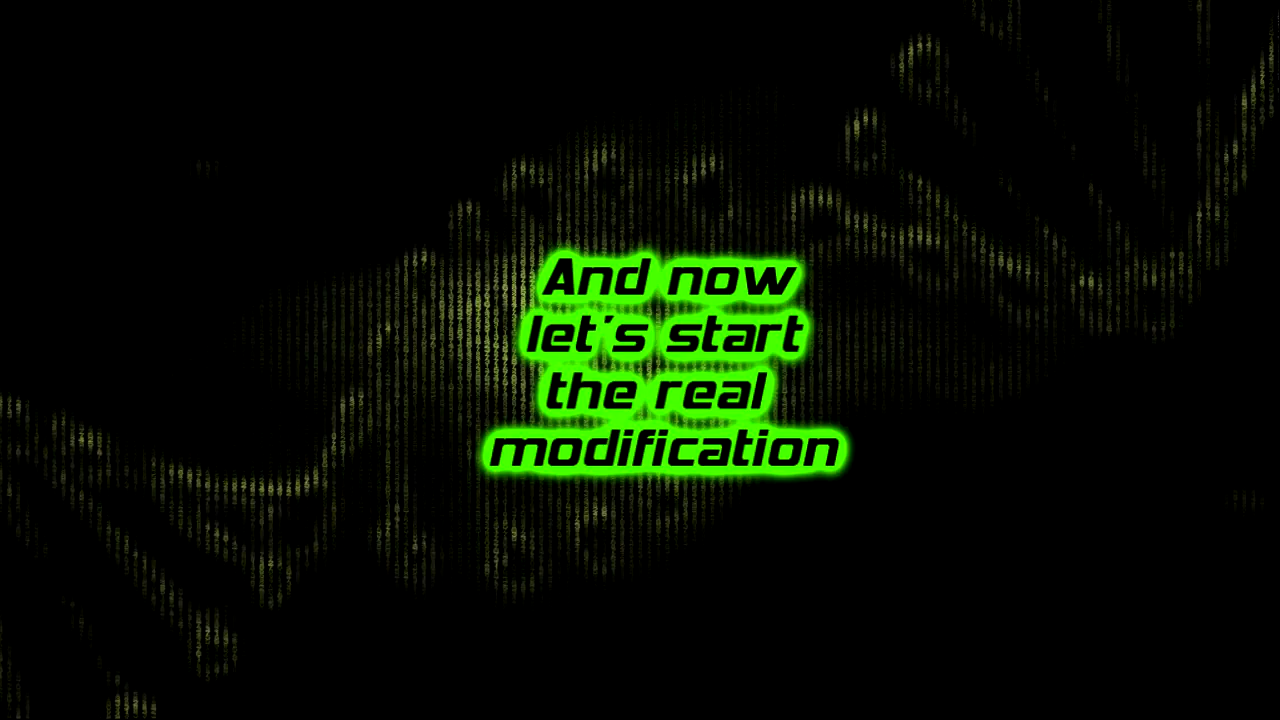 And now
let's start
the real
modification